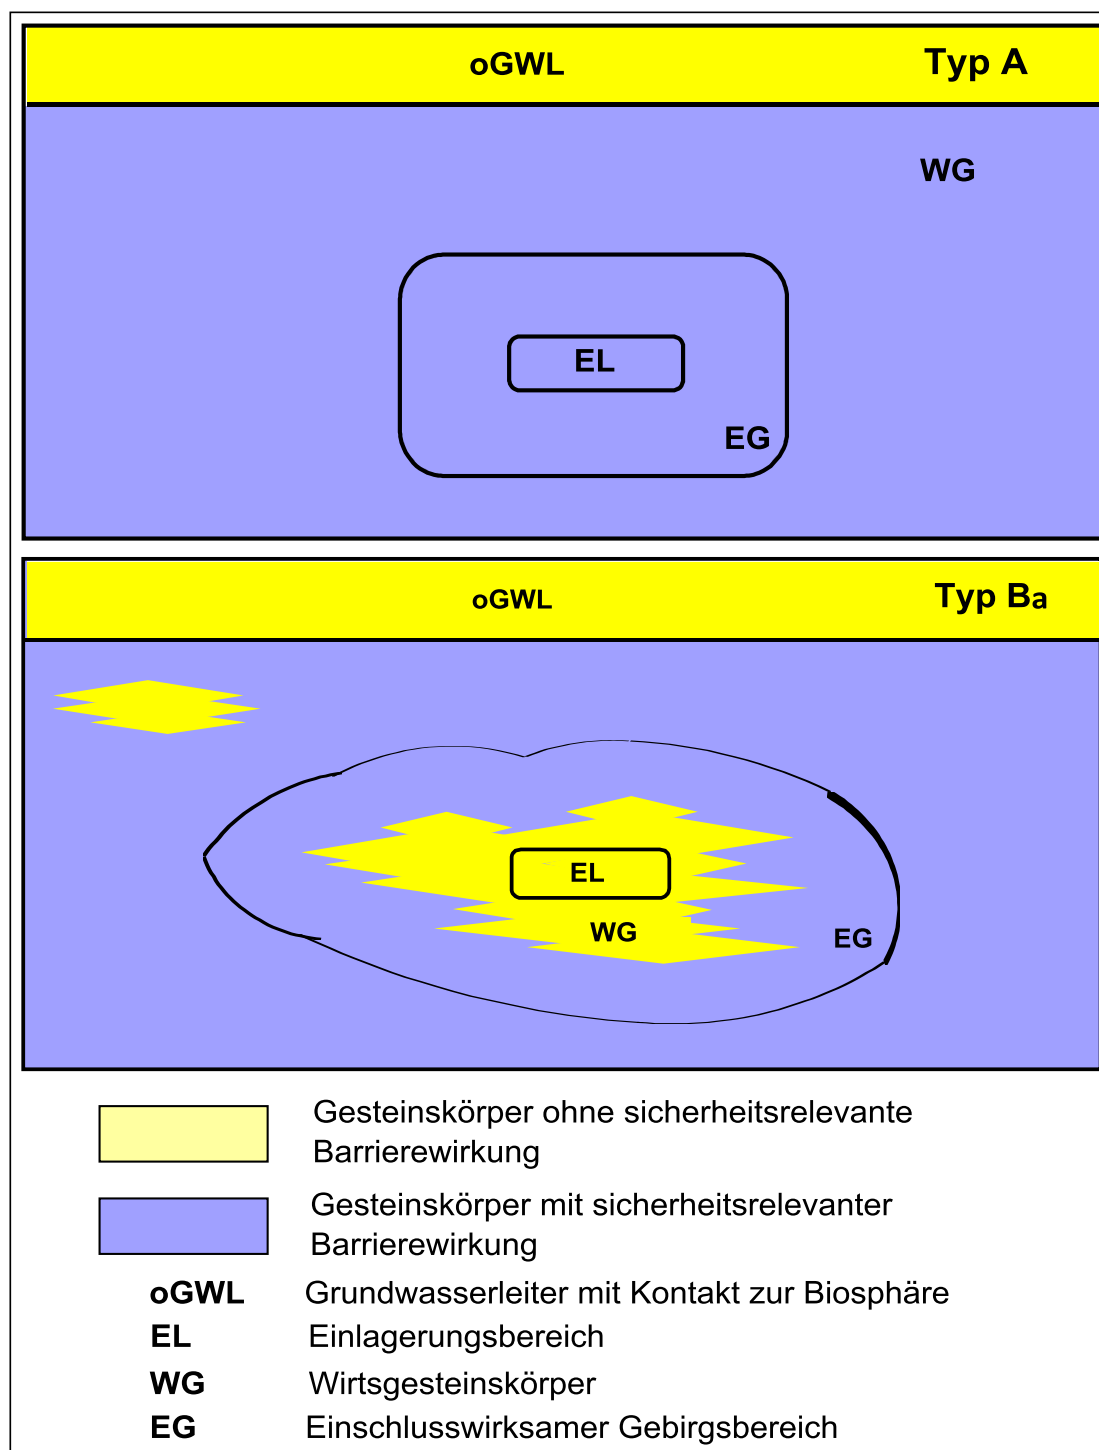 oGWL Typ A
WG
EL
EG
oGWL Typ Ba
EL
WG
EG
Gesteinskörper ohne sicherheitsrelevante
Barrierewirkung
Gesteinskörper mit sicherheitsrelevanter
Barrierewirkung
oGWL Grundwasserleiter mit Kontakt zur Biosphäre
EL Einlagerungsbereich
WG Wirtsgesteinskörper
EG Einschlusswirksamer Gebirgsbereich